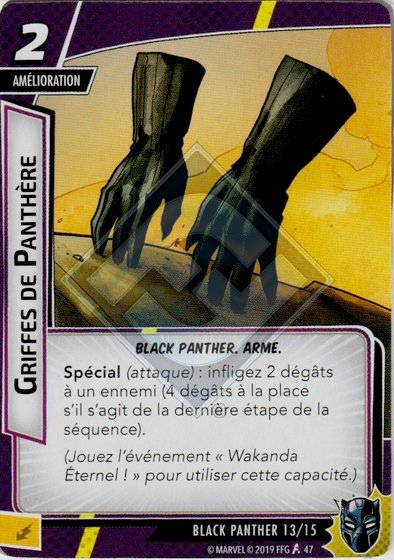 2
AMÉLIORATION
GRIFFES DE PANTHÈRE
BLACK PANTHER. ARME.
Spécial (attaque) : infligez 2 dégâts
à un ennemi (4 dégâts à la place
s'il s'agit de la dernière étape de la
séquence).
(Jouez l'événement « Wakanda
Éternel ! » pour utiliser cette capacité.)
BLACK PANTHER 13/15
© MARVEL © 2019 FFG 47